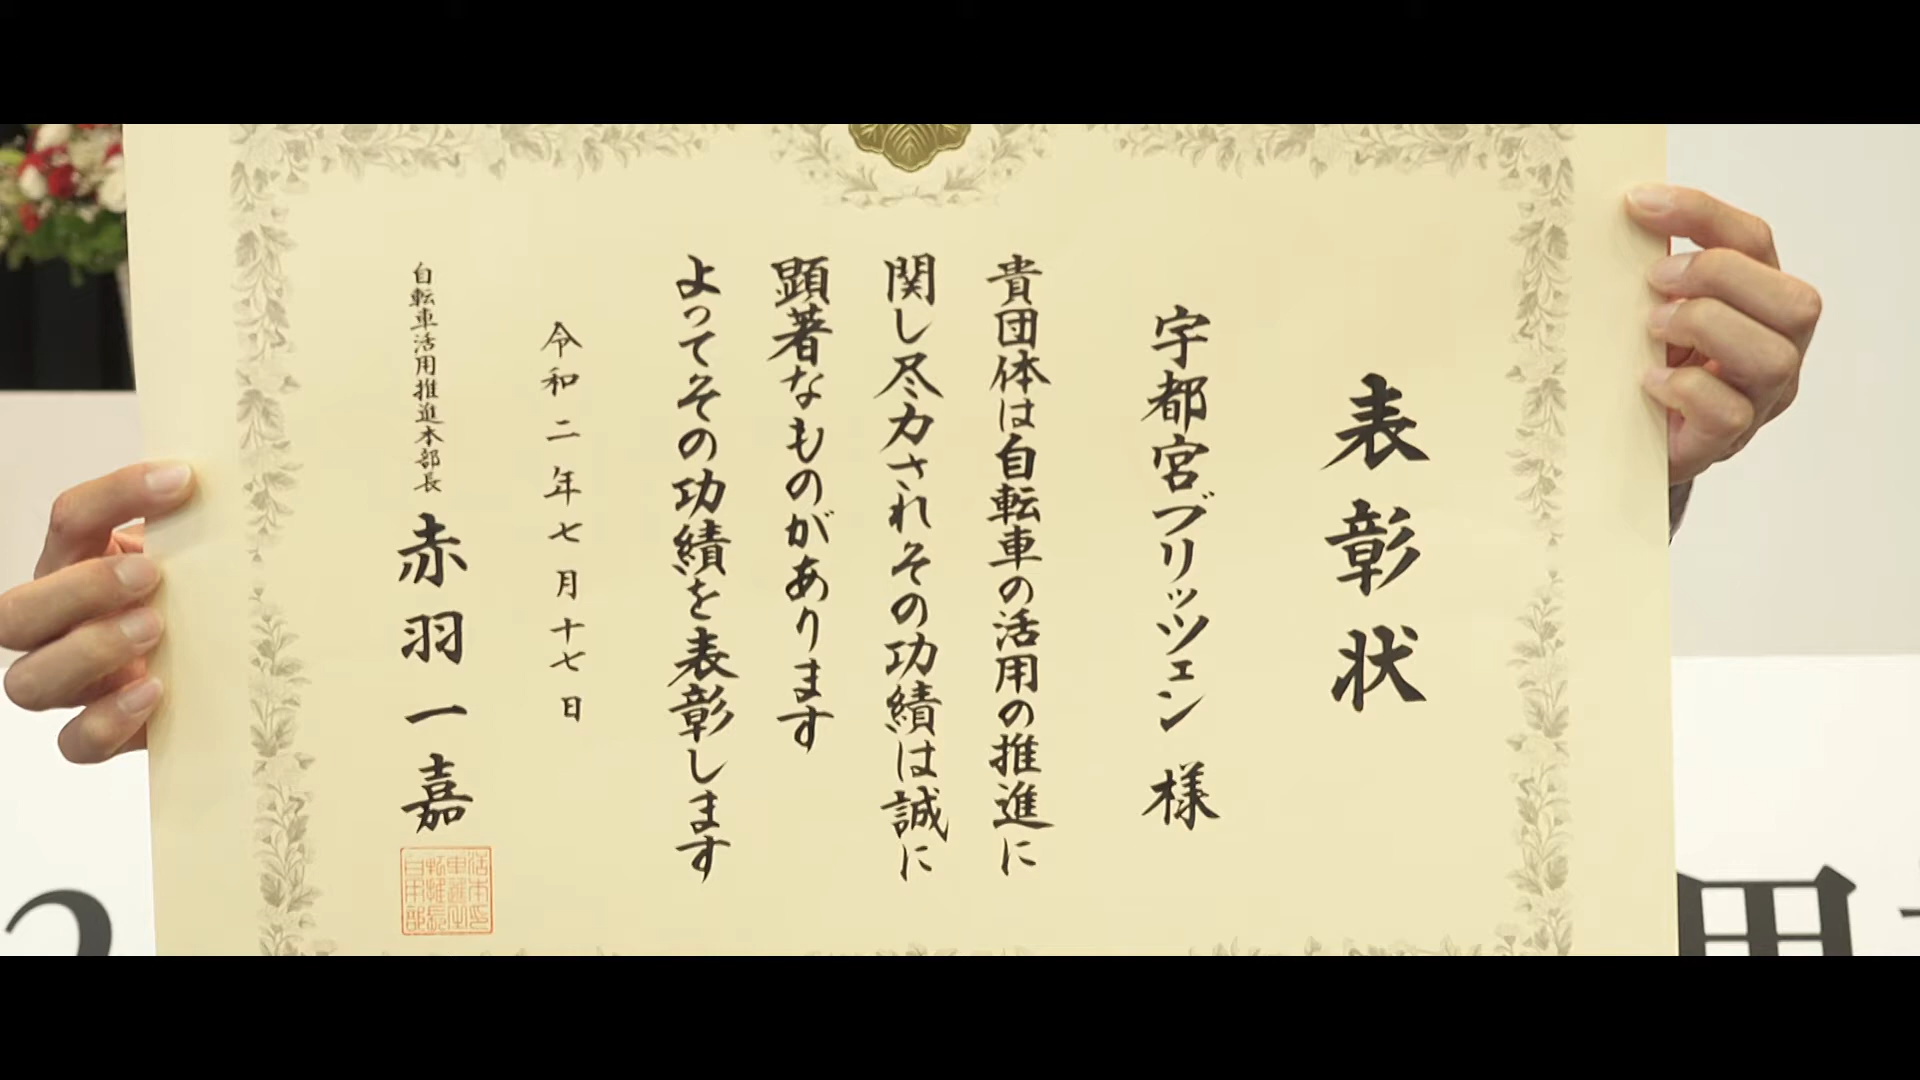 表彰状
宇都宮ブリッツェン 様
貴団体は自転車の活用の推進に
関し尽力されその功績は誠に
顕著なものがあります
よってその功績を表彰します
令和二年七月十七日
自転車活用推進本部長 赤羽一嘉